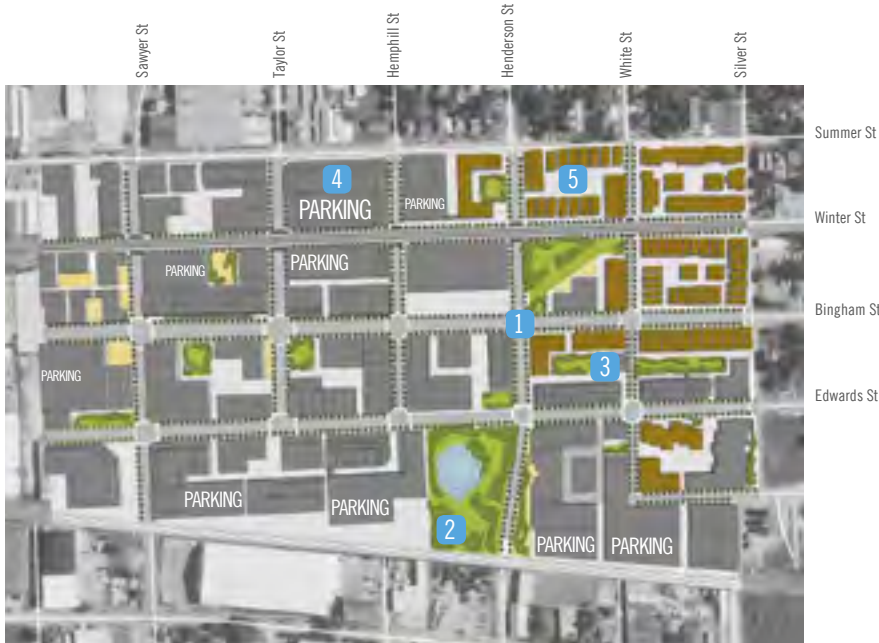 Sawyer St
Taylor St
Hemphill St
Henderson St
White St
Silver St
Summer St
4
5
PARKING
PARKING
Winter St
PARKING
PARKING
Bingham St
1
3
PARKING
Edwards St
PARKING
PARKING
2
PARKING
PARKING